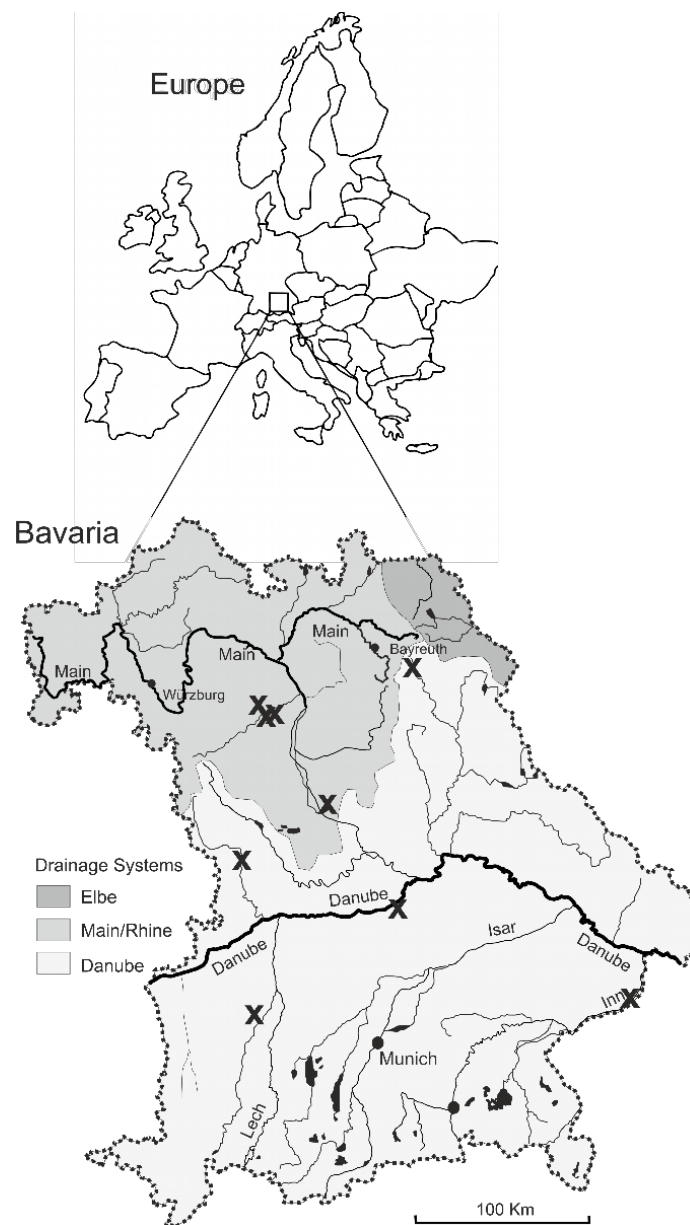 Europe
Bavaria
Main
Main
Main
Bayreuth
Würzburg
X
X
X
X
X
X
X
X
X
Drainage Systems
Elbe
Main/Rhine
Danube
Danube
Danube
Danube
Isar
Inn
Munich
Lech
100 Km